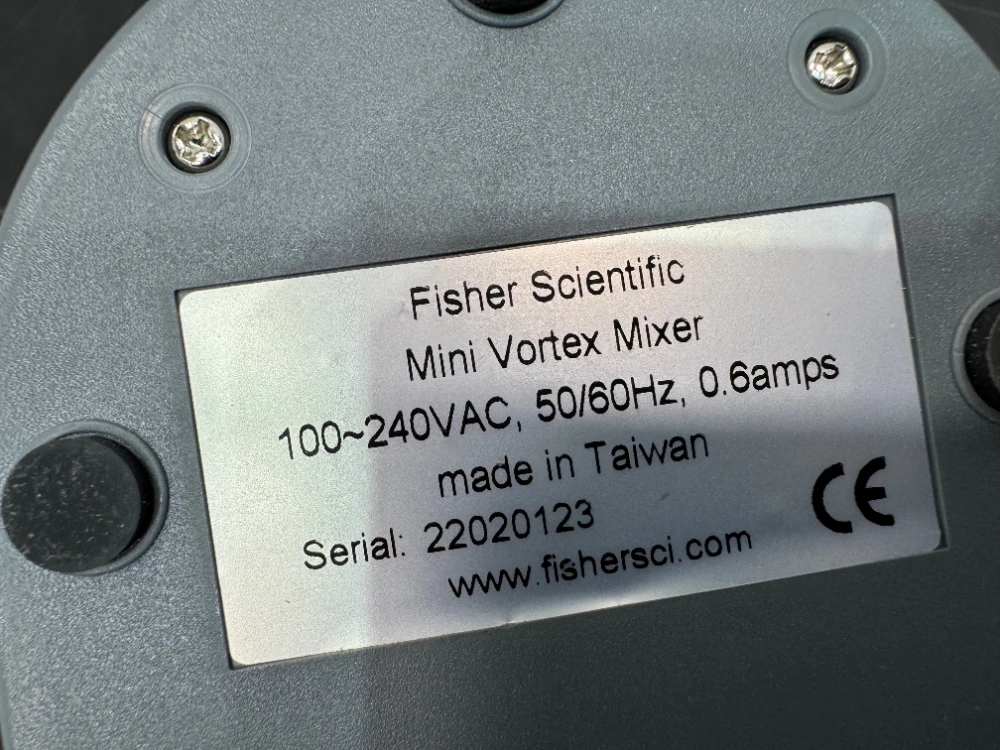 Fisher Scientific
Mini Vortex Mixer
100~240VAC, 50/60Hz, 0.6amps
made in Taiwan
Serial: 22020123
CE
www.fishersci.com